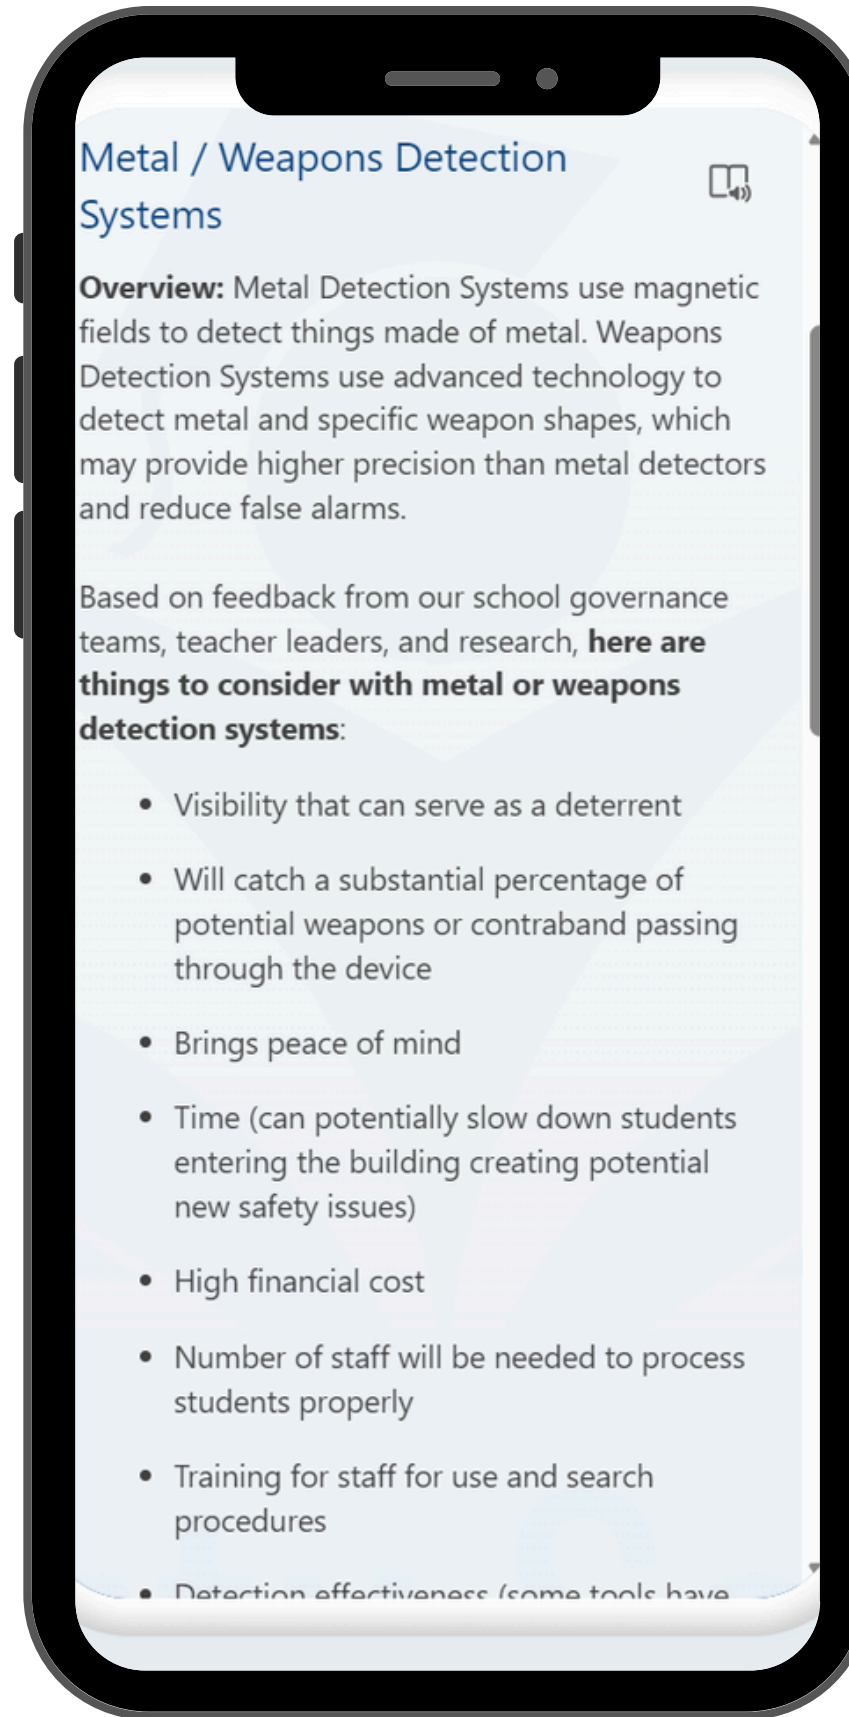 Metal / Weapons Detection
Systems
Overview: Metal Detection Systems use magnetic
fields to detect things made of metal. Weapons
Detection Systems use advanced technology to
detect metal and specific weapon shapes, which
may provide higher precision than metal detectors
and reduce false alarms.
Based on feedback from our school governance
teams, teacher leaders, and research, here are
things to consider with metal or weapons
detection systems:
• Visibility that can serve as a deterrent
• Will catch a substantial percentage of
potential weapons or contraband passing
through the device
• Brings peace of mind
• Time (can potentially slow down students
entering the building creating potential
new safety issues)
• High financial cost
• Number of staff will be needed to process
students properly
• Training for staff for use and search
procedures
• Detection effectiveness (some tools have